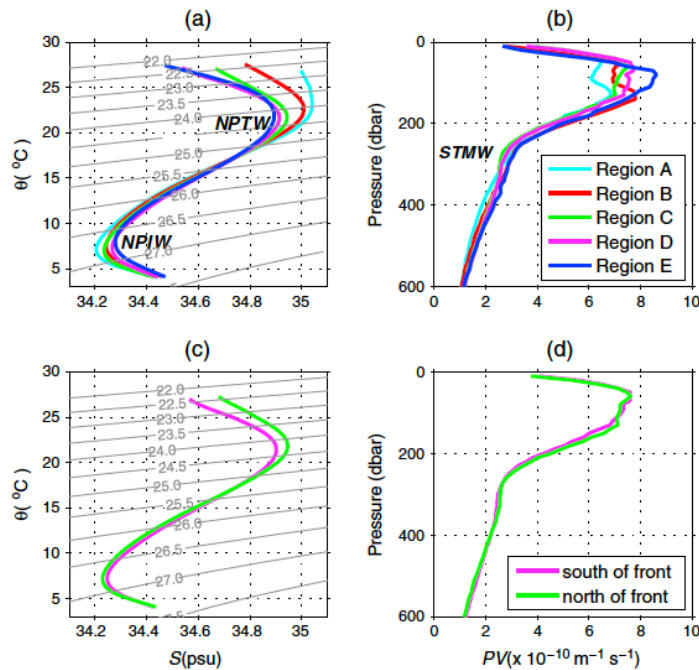 (a)
(b)
30
25
20
15
10
5
θ( °C)
22.0
22.5
23.0
23.5
24.0
25.0
25.5
26.0
26.5
27.0
NPTW
NPIW
34.2 34.4 34.6 34.8 35
0
200
400
600
Pressure (dbar)
STMW
Region A
Region B
Region C
Region D
Region E
0 2 4 6 8 10
(c)
(d)
30
25
20
15
10
5
θ( °C)
22.0
22.5
23.0
23.5
24.0
24.5
25.0
25.5
26.0
26.5
27.0
34.2 34.4 34.6 34.8 35
S(psu)
0
200
400
600
Pressure (dbar)
south of front
north of front
0 2 4 6 8 10
PV(x 10⁻¹⁰ m⁻¹ s⁻¹)